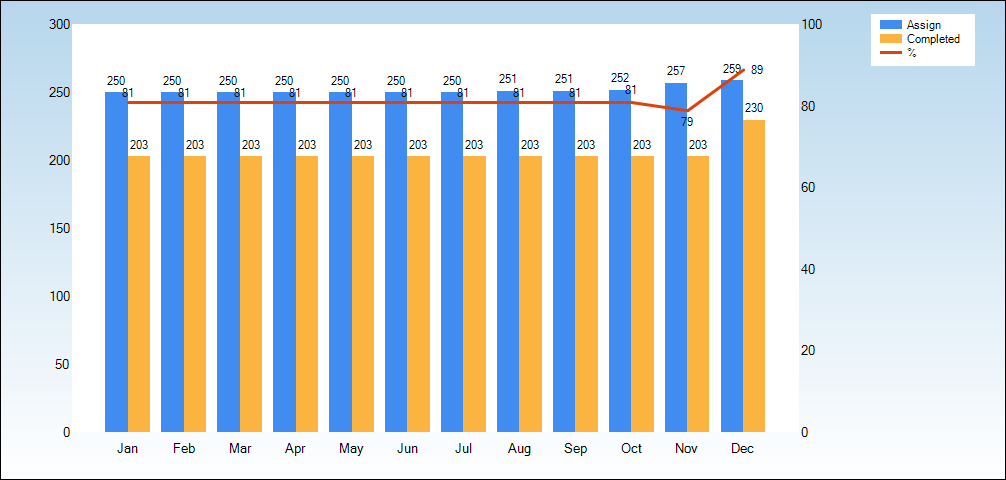 300
250
200
150
100
50
0
100
80
60
40
20
0
Assign
Completed
%
250 250 250 250 250 250 250 251 251 252 257 259
81 81 81 81 81 81 81 81 81 81 79 89
203 203 203 203 203 203 203 203 203 203 203 230
Jan Feb Mar Apr May Jun Jul Aug Sep Oct Nov Dec